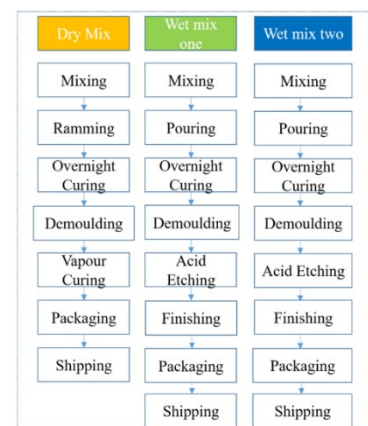 Dry Mix
Mixing
Ramming
Overnight
Curing
Demoulding
Vapour
Curing
Packaging
Shipping
Wet mix
one
Mixing
Pouring
Overnight
Curing
Demoulding
Acid
Etching
Finishing
Packaging
Shipping
Wet mix two
Mixing
Pouring
Overnight
Curing
Demoulding
Acid Etching
Finishing
Packaging
Shipping